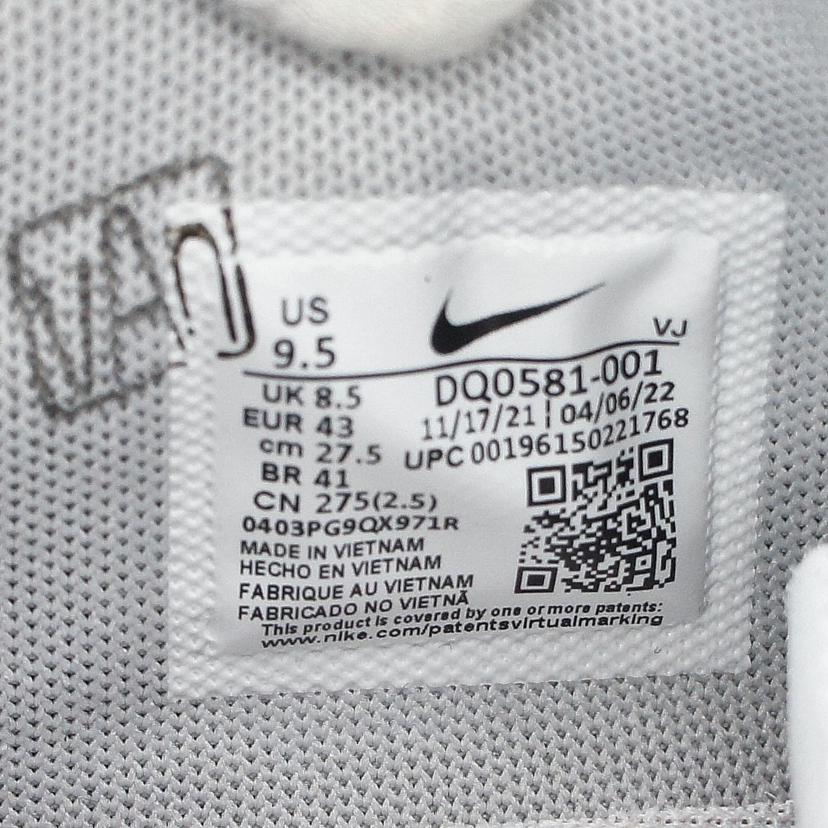 US
9.5
VJ
UK 8.5
EUR 43
cm 27.5
BR 41
CN 275(2.5)
DQ0581-001
11/17/21 | 04/06/22
UPC 00196150221768
0403PG9QX971R
MADE IN VIETNAM
HECHO EN VIETNAM
FABRIQUE AU VIETNAM
FABRICADO NO VIETNÃ
This product is covered by one or more patents:
www.nike.com/patentsvirtualmarking